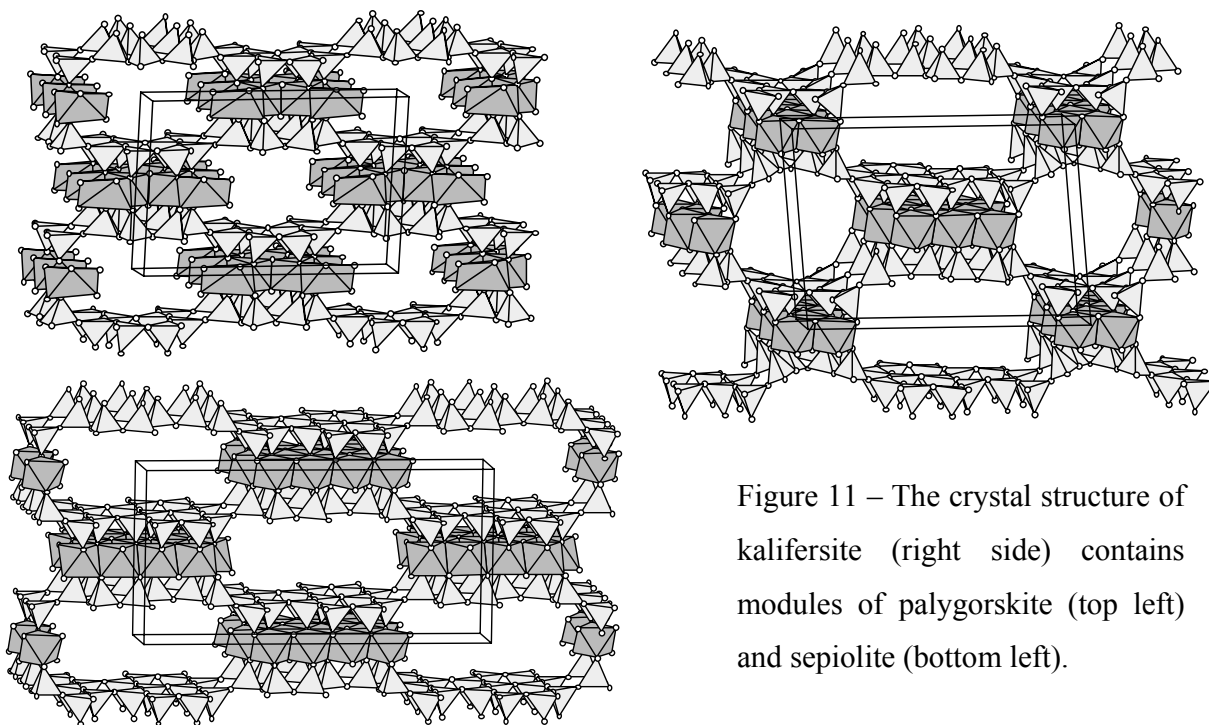 Figure 11 – The crystal structure of
kalifersite (right side) contains
modules of palygorskite (top left)
and sepiolite (bottom left).